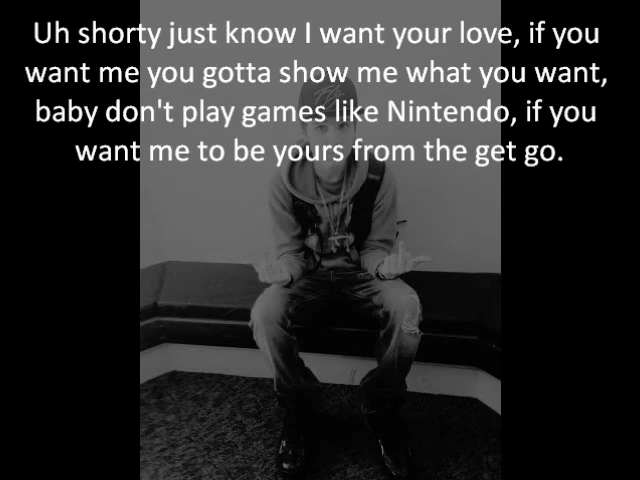 Uh shorty just know I want your love, if you
want me you gotta show me what you want,
baby don't play games like Nintendo, if you
want me to be yours from the get go.